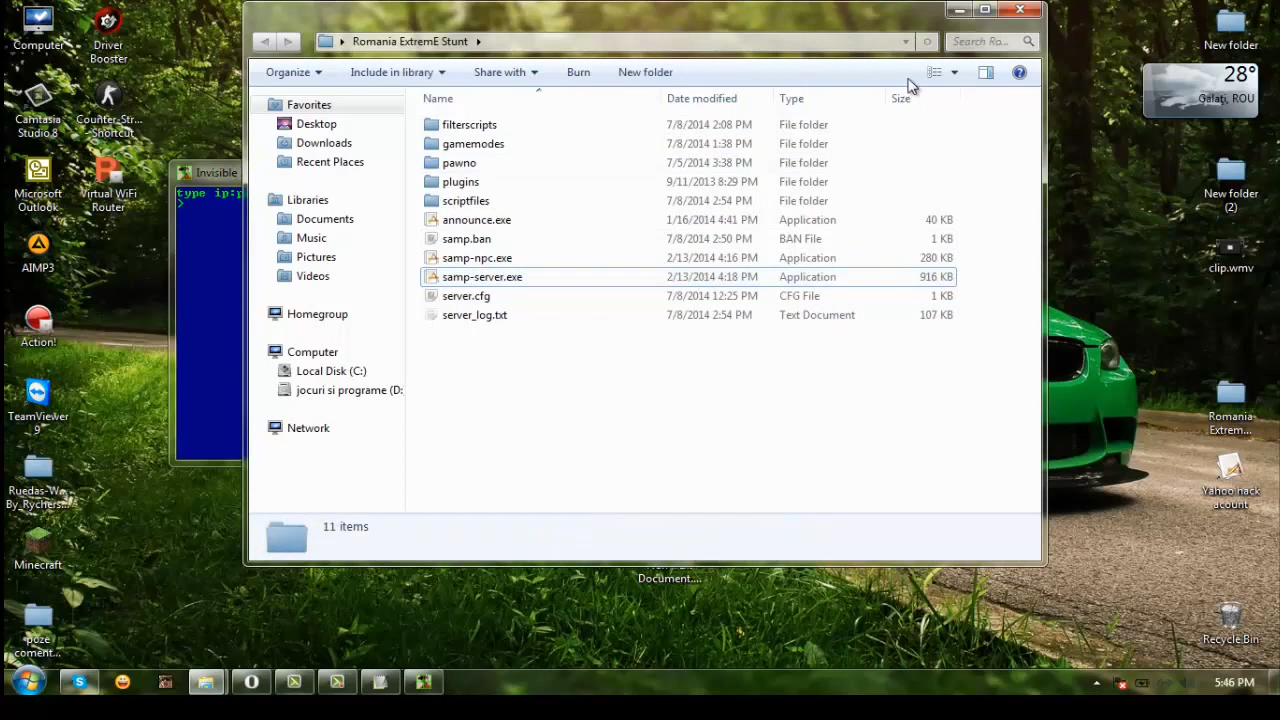 Computer
Driver
Booster
Camtasia
Studio 8
Counter-Str...
- Shortcut
Microsoft
Outlook
Virtual WiFi
Router
AIMP3
Action!
TeamViewer
9
Ruedas-W...
By_Rychers...
Minecraft
poze
coment...
Invisible
type ip:p
>
Romania ExtremE Stunt
Search Ro...
Organize
Include in library
Share with
Burn
New folder
Favorites
Desktop
Downloads
Recent Places
Libraries
Documents
Music
Pictures
Videos
Homegroup
Computer
Local Disk (C:)
jocuri si programe (D:
Network
Name Date modified Type Size
filterscripts 7/8/2014 2:08 PM File folder
gamemodes 7/8/2014 1:38 PM File folder
pawno 7/5/2014 3:38 PM File folder
plugins 9/11/2013 8:29 PM File folder
scriptfiles 7/8/2014 2:54 PM File folder
announce.exe 1/16/2014 4:41 PM Application 40 KB
samp.ban 7/8/2014 2:50 PM BAN File 1 KB
samp-npc.exe 2/13/2014 4:16 PM Application 280 KB
samp-server.exe 2/13/2014 4:18 PM Application 916 KB
server.cfg 7/8/2014 12:25 PM CFG File 1 KB
server_log.txt 7/8/2014 2:54 PM Text Document 107 KB
11 items
Document....
New folder
28°
Galați, ROU
New folder
(2)
clip.wmv
Romania-
Extrem...
Yahoo hack
acount
Recycle Bin
5:46 PM